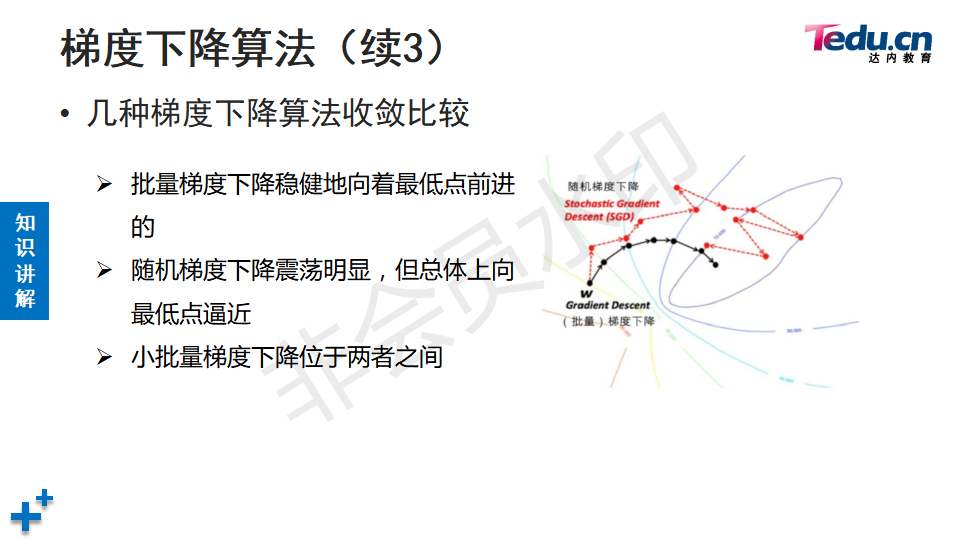 梯度下降算法（续3）
Tedu.cn
达内教育
• 几种梯度下降算法收敛比较
知识讲解
➢ 批量梯度下降稳健地向着最低点前进
的
➢ 随机梯度下降震荡明显，但总体上向
最低点逼近
➢ 小批量梯度下降位于两者之间
随机梯度下降
Stochastic Gradient
Descent (SGD)
W
Gradient Descent
（批量）梯度下降
非会员水印